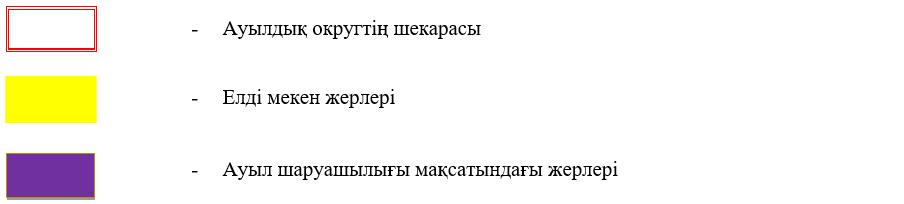 - Ауылдық округтің шекарасы
- Елді мекен жерлері
- Ауыл шаруашылығы мақсатындағы жерлері